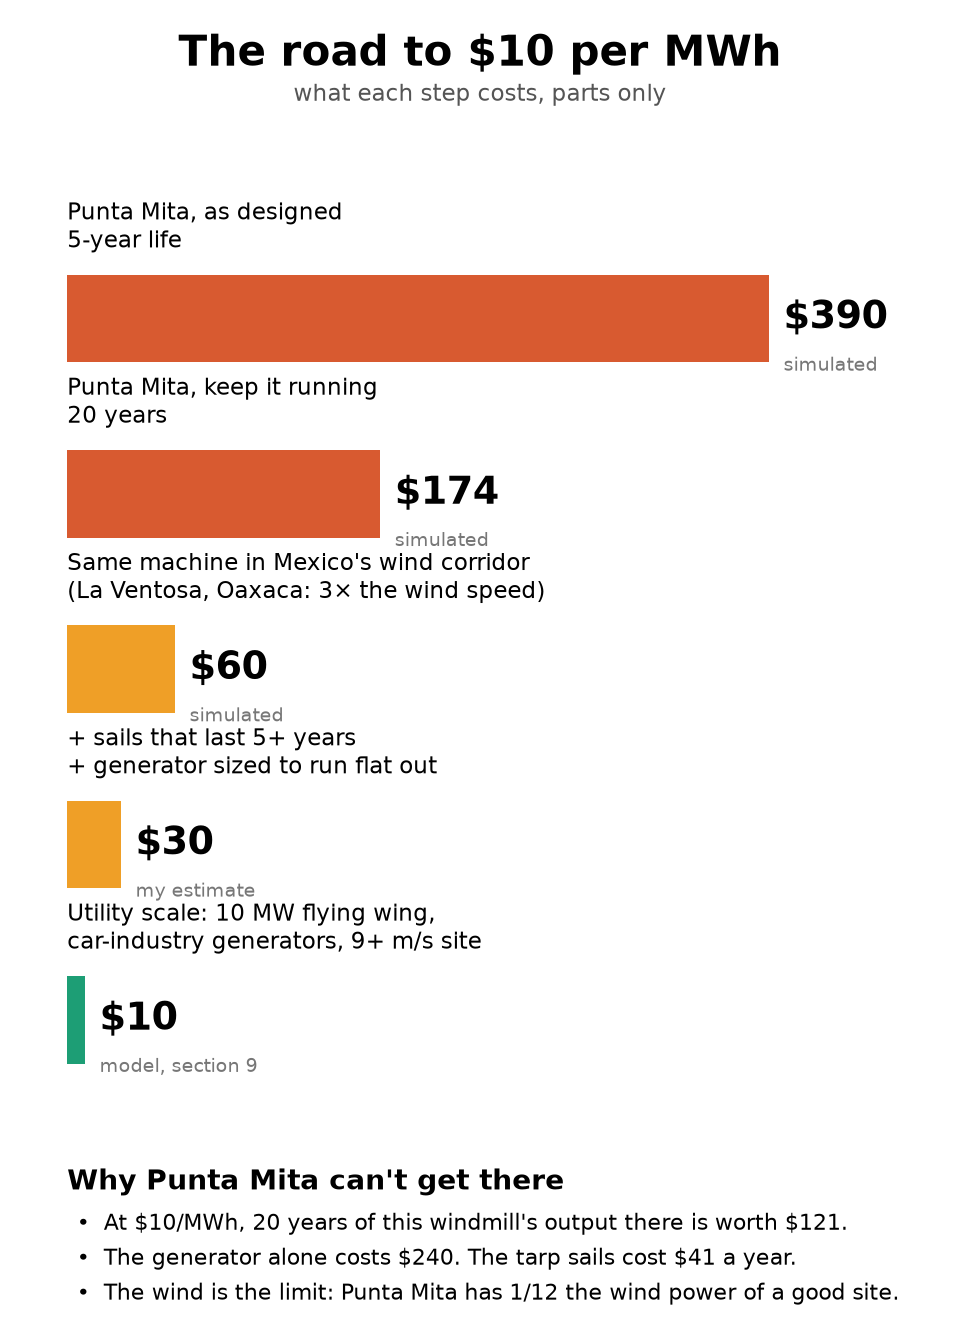 The road to $10 per MWh
what each step costs, parts only
Punta Mita, as designed
5-year life
$390
simulated
Punta Mita, keep it running
20 years
$174
simulated
Same machine in Mexico's wind corridor
(La Ventosa, Oaxaca: 3× the wind speed)
$60
simulated
+ sails that last 5+ years
+ generator sized to run flat out
$30
my estimate
Utility scale: 10 MW flying wing,
car-industry generators, 9+ m/s site
$10
model, section 9
Why Punta Mita can't get there
• At $10/MWh, 20 years of this windmill's output there is worth $121.
• The generator alone costs $240. The tarp sails cost $41 a year.
• The wind is the limit: Punta Mita has 1/12 the wind power of a good site.